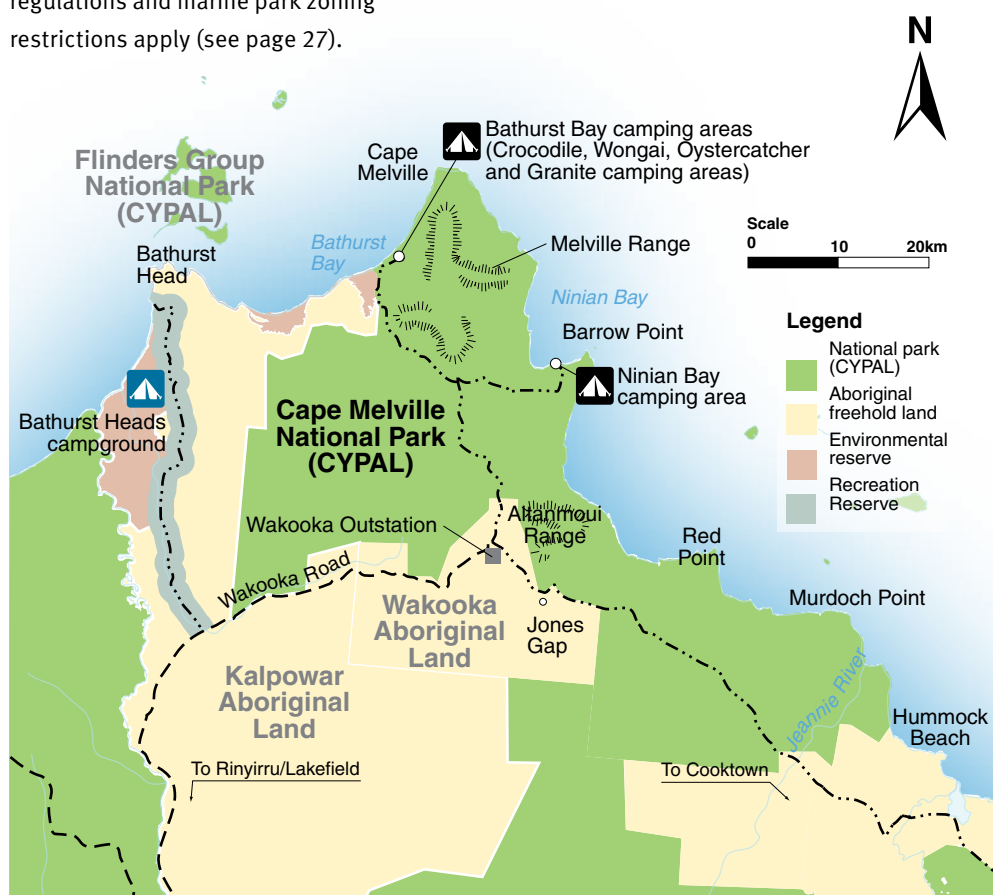 regulations and marine park zoning
restrictions apply (see page 27).
N
Flinders Group
National Park
(CYPAL)
Cape
Melville
Bathurst Bay camping areas
(Crocodile, Wongai, Oystercatcher
and Granite camping areas)
Bathurst
Head
Bathurst
Bay
Melville Range
Scale
0 10 20km
Ninian Bay
Barrow Point
Ninian Bay
camping area
Legend
National park
(CYPAL)
Aboriginal
freehold land
Environmental
reserve
Recreation
Reserve
Bathurst Heads
campground
Cape Melville
National Park
(CYPAL)
Wakooka Outstation
Altanmoui
Range
Red
Point
Wakooka Road
Murdoch Point
Wakooka
Aboriginal
Land
Jones
Gap
Kalpowar
Aboriginal
Land
Jeannie River
Hummock
Beach
To Rinyirru/Lakefield
To Cooktown